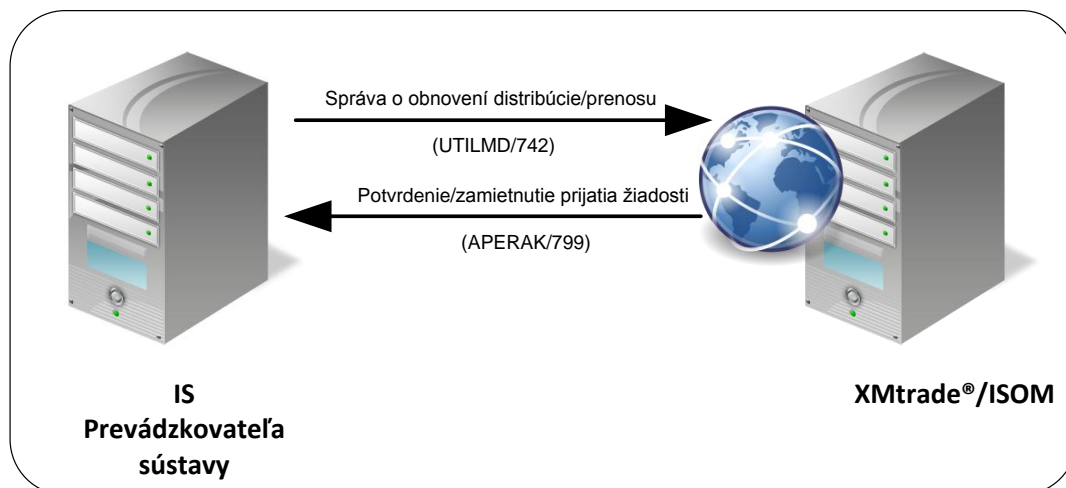 Správa o obnovení distribúcie/prenosu
(UTILMD/742)
Potvrdenie/zamietnutie prijatia žiadosti
(APERAK/799)
IS
Prevádzkovateľa
sústavy
XMtrade®/ISOM